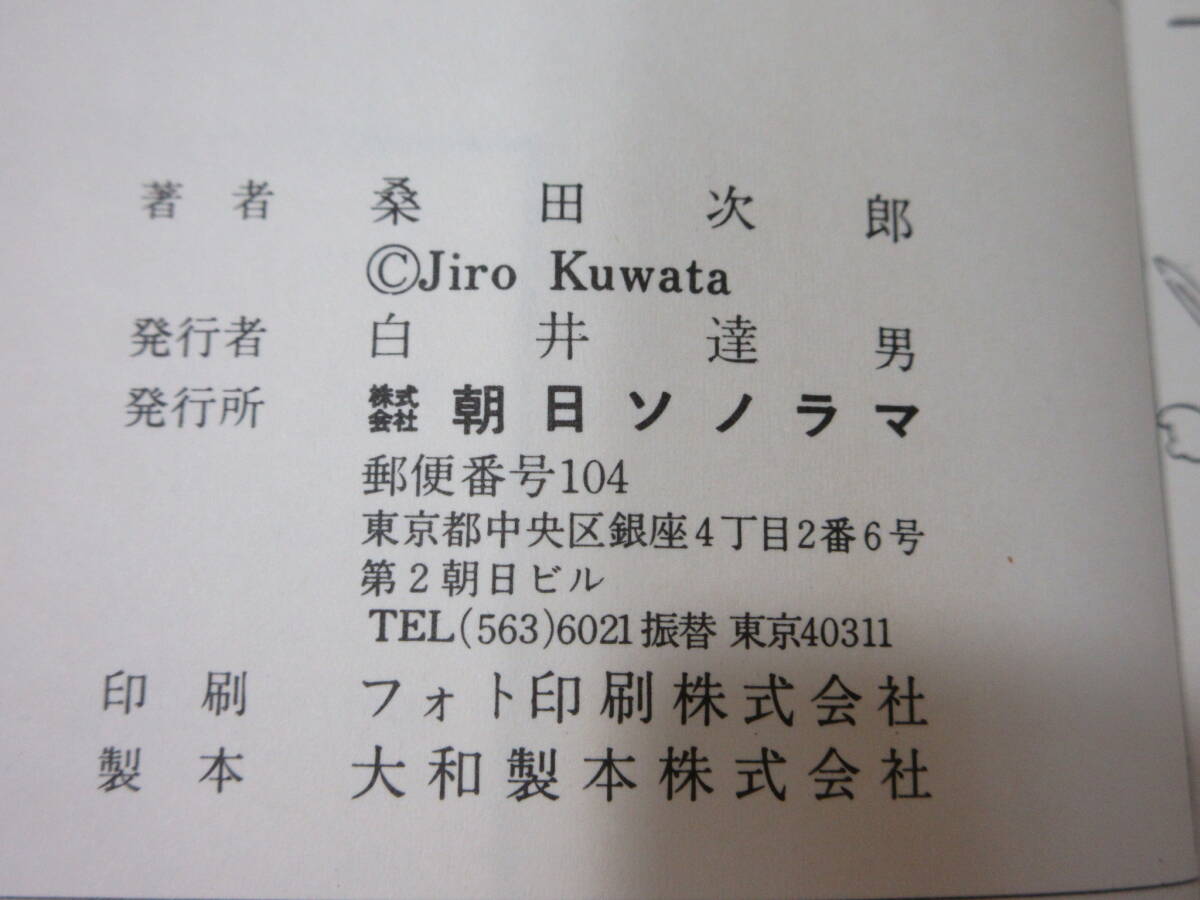 著者 桑田次郎
©Jiro Kuwata
発行者 白井達男
発行所 株式会社 朝日ソノラマ
郵便番号104
東京都中央区銀座4丁目2番6号
第2朝日ビル
TEL(563)6021 振替 東京40311
印刷 フォト印刷株式会社
製本 大和製本株式会社